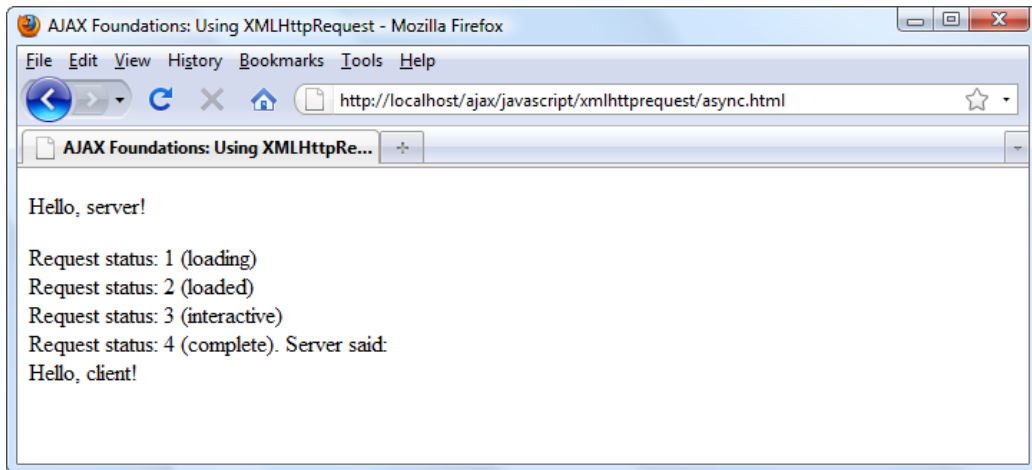 AJAX Foundations: Using XMLHttpRequest - Mozilla Firefox
File Edit View History Bookmarks Tools Help
http://localhost/ajax/javascript/xmlhttprequest/async.html
AJAX Foundations: Using XMLHttpRe...
Hello, server!
Request status: 1 (loading)
Request status: 2 (loaded)
Request status: 3 (interactive)
Request status: 4 (complete). Server said:
Hello, client!